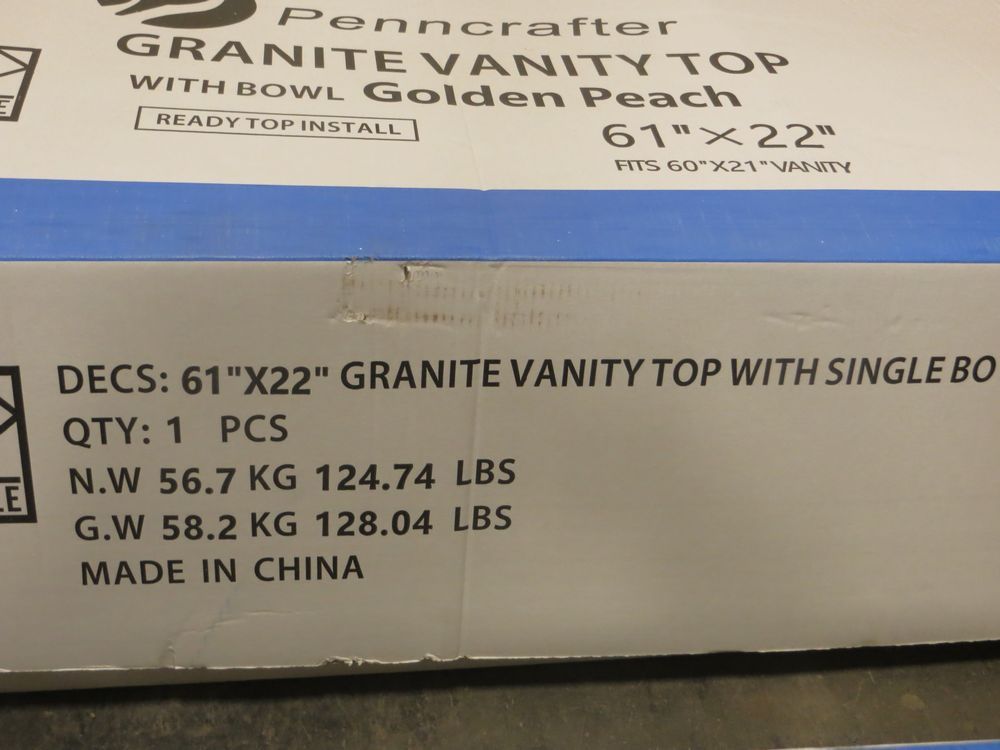 Penncrafter
GRANITE VANITY TOP
WITH BOWL Golden Peach
READY TOP INSTALL
61"×22"
FITS 60"X21"VANITY
DECS: 61"X22" GRANITE VANITY TOP WITH SINGLE BO
QTY: 1 PCS
N.W 56.7 KG 124.74 LBS
G.W 58.2 KG 128.04 LBS
MADE IN CHINA